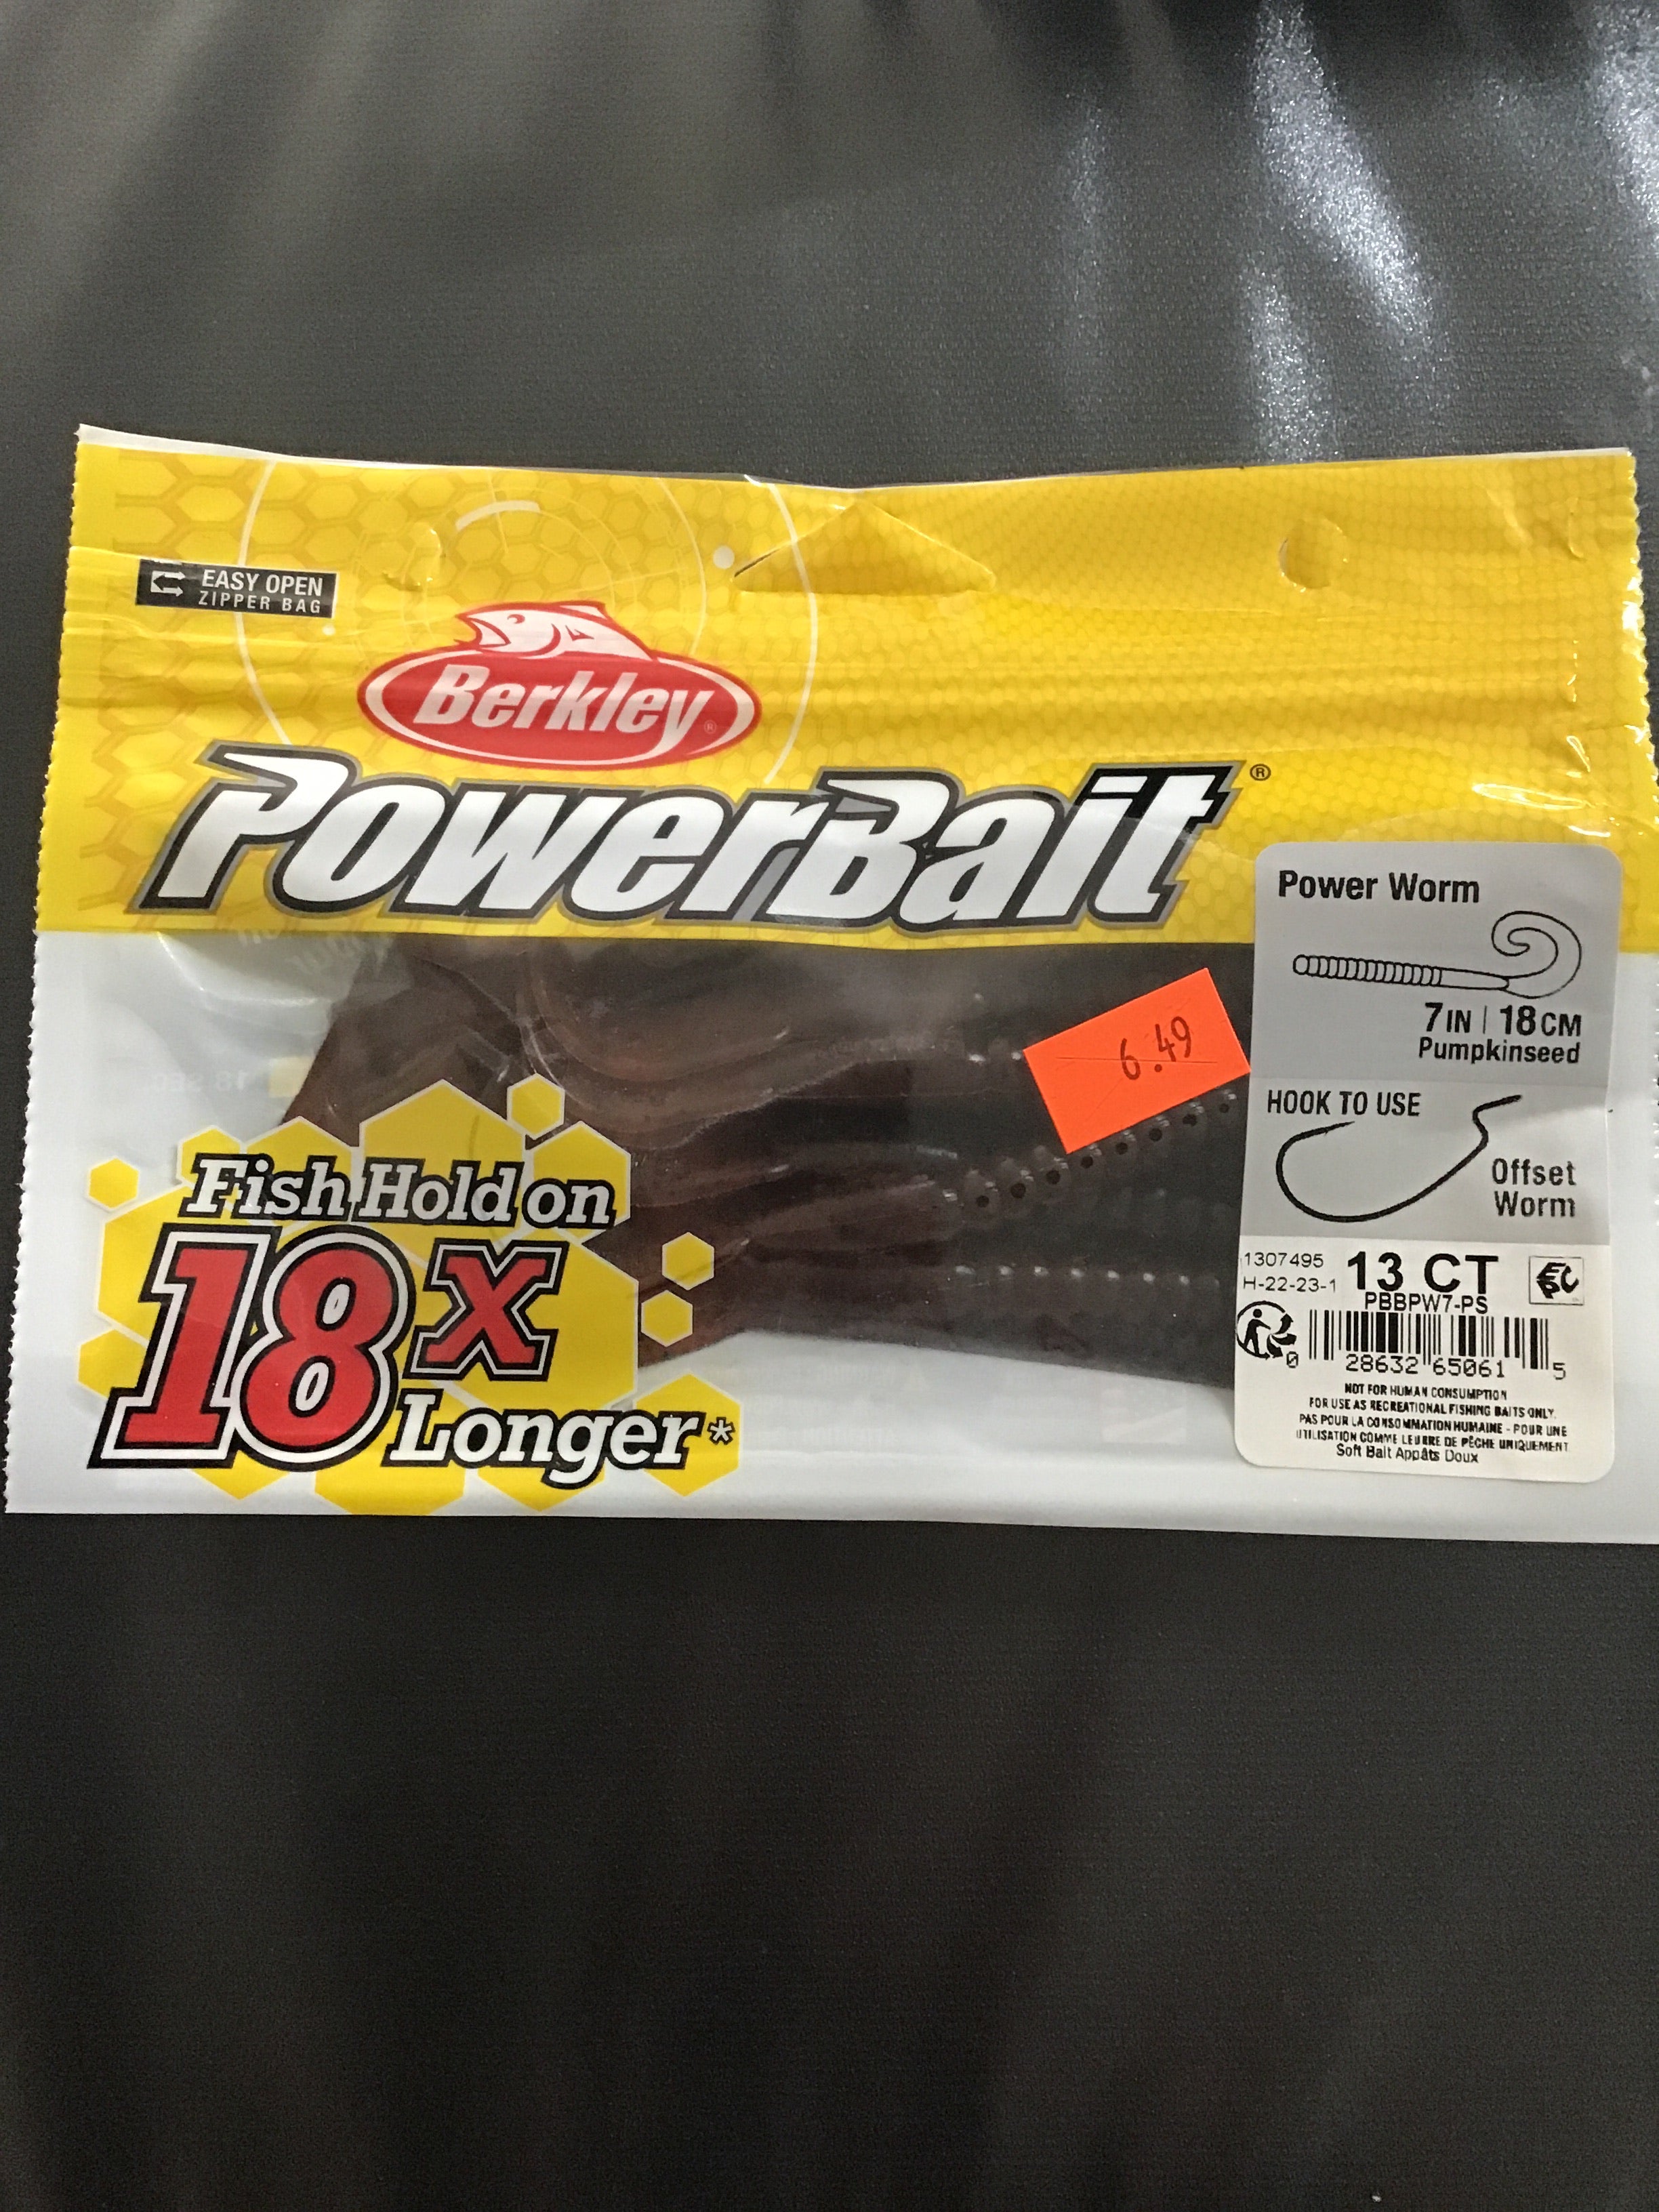 EASY OPEN
ZIPPER BAG
Berkley®
PowerBait®
Power Worm
7IN | 18CM
Pumpkinseed
6.49
HOOK TO USE
Offset
Worm
Fish Hold on
18X
Longer*
1307495
H-22-23-1
13 CT
PBBPW7-PS
0 28632 65061 5
NOT FOR HUMAN CONSUMPTION
FOR USE AS RECREATIONAL FISHING BAITS ONLY.
PAS POUR LA CONSOMMATION HUMAINE - POUR UNE
UTILISATION COMME LEURRE DE PÊCHE UNIQUEMENT
Soft Bait Appâts Doux